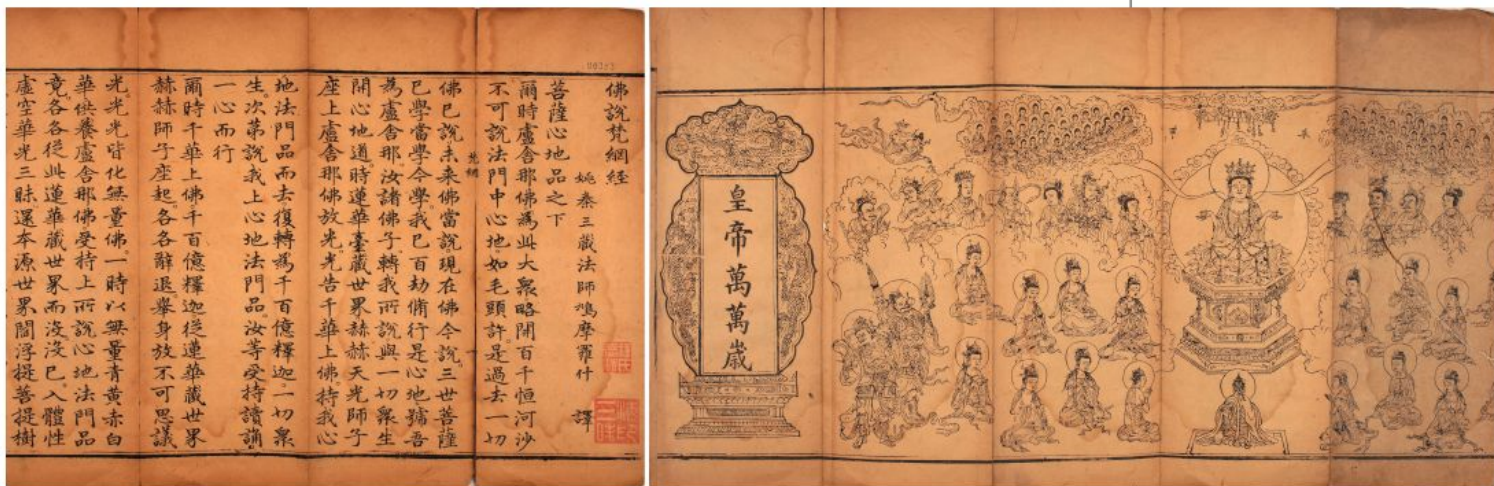 佛說梵網經
姚秦三藏法師鳩摩羅什 譯
菩薩心地品之下
爾時盧舍那佛為此大眾略開百千恒河沙
不可說法門中心地。如毛頭許。是過去一切
佛已說未來佛當說現在佛今說。三世菩薩
已學當學今學。我已百劫脩行是心地號吾
為盧舍那。汝諸佛子轉我所說與一切眾生
開心地道。時蓮華臺藏世界赫赫天光師子
座上盧舍那佛放光。光告千華上佛持我心
地法門品而去。復轉為千百億釋迦。一切眾
生。次第說我上心地法門品。汝等受持讀誦
一心而行
爾時千華上佛千百億釋迦從蓮華藏世界
赫赫師子座起。各各辭退舉身放不可思議
光。光光皆化無量佛。一時以無量青黃赤白
華供養盧舍那佛。受持上所說心地法門品
竟。各各從此蓮華藏世界而沒。沒已。入體性
虛空華光三昧還本源世界閻浮提菩提樹
梵網
皇帝萬萬歲